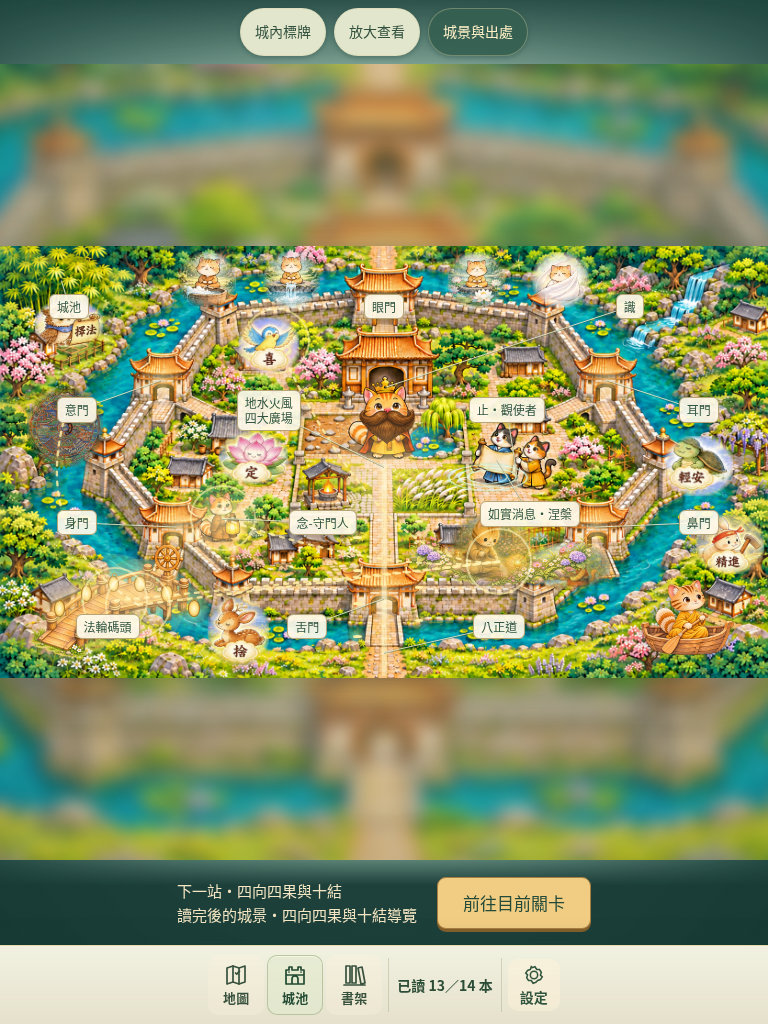 城內標牌
放大查看
城景與出處
城池
眼門
識
擇法
喜
意門
地水火風
四大廣場
止・觀使者
耳門
定
輕安
身門
念-守門人
如實消息・涅槃
鼻門
精進
法輪碼頭
舌門
八正道
捨
下一站・四向四果與十結
讀完後的城景・四向四果與十結導覽
前往目前關卡
地圖
城池
書架
已讀 13／14 本
設定